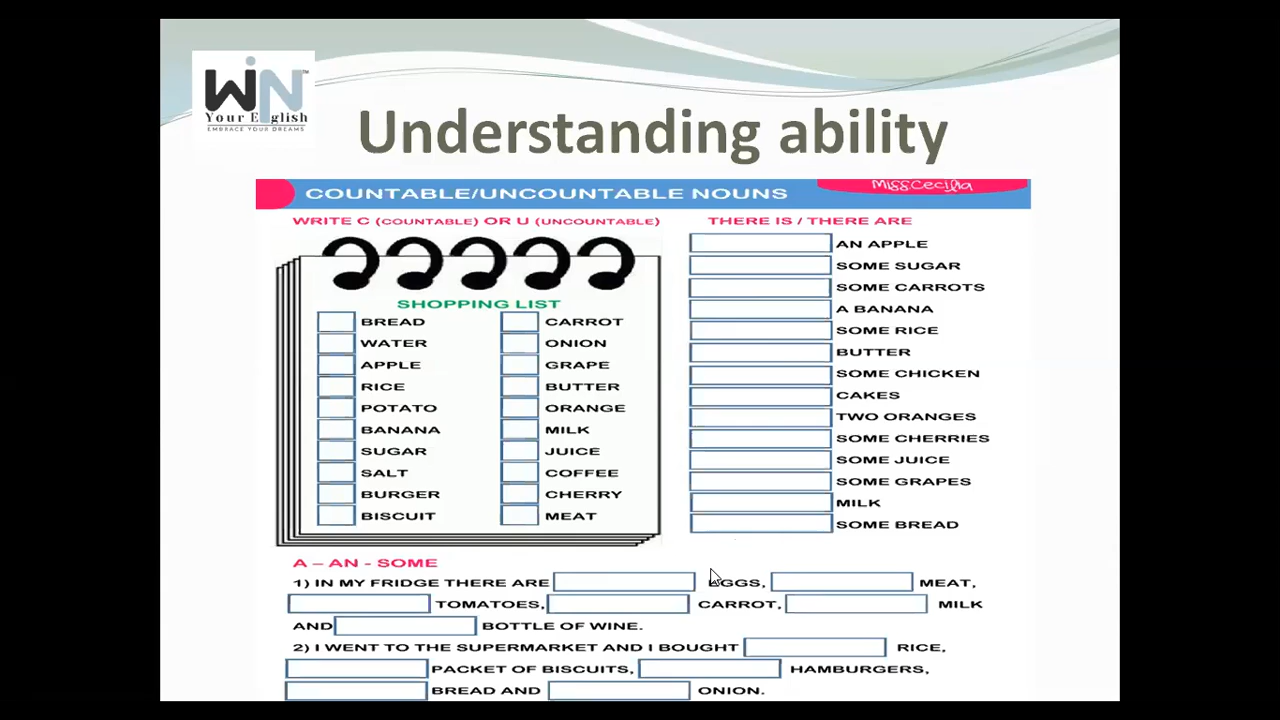 WiN
Your English
EMBRACE YOUR DREAMS
Understanding ability
COUNTABLE/UNCOUNTABLE NOUNS
MissCecilia
WRITE C (COUNTABLE) OR U (UNCOUNTABLE)
SHOPPING LIST
BREAD
WATER
APPLE
RICE
POTATO
BANANA
SUGAR
SALT
BURGER
BISCUIT
CARROT
ONION
GRAPE
BUTTER
ORANGE
MILK
JUICE
COFFEE
CHERRY
MEAT
THERE IS / THERE ARE
AN APPLE
SOME SUGAR
SOME CARROTS
A BANANA
SOME RICE
BUTTER
SOME CHICKEN
CAKES
TWO ORANGES
SOME CHERRIES
SOME JUICE
SOME GRAPES
MILK
SOME BREAD
A – AN - SOME
1) IN MY FRIDGE THERE ARE EGGS, MEAT,
TOMATOES, CARROT, MILK
AND BOTTLE OF WINE.
2) I WENT TO THE SUPERMARKET AND I BOUGHT RICE,
PACKET OF BISCUITS, HAMBURGERS,
BREAD AND ONION.